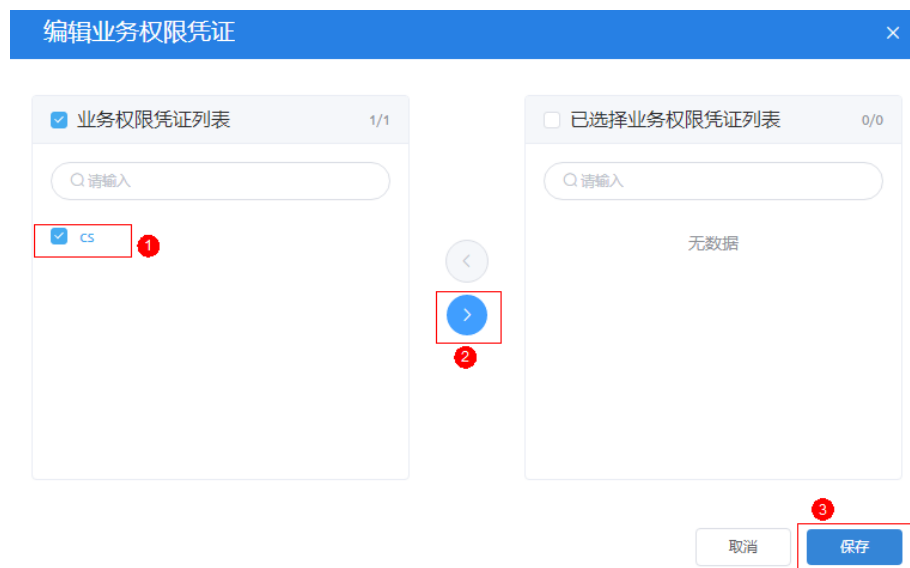 编辑业务权限凭证
业务权限凭证列表 1/1
请输入
cs
1
2
已选择业务权限凭证列表 0/0
请输入
无数据
3
取消
保存